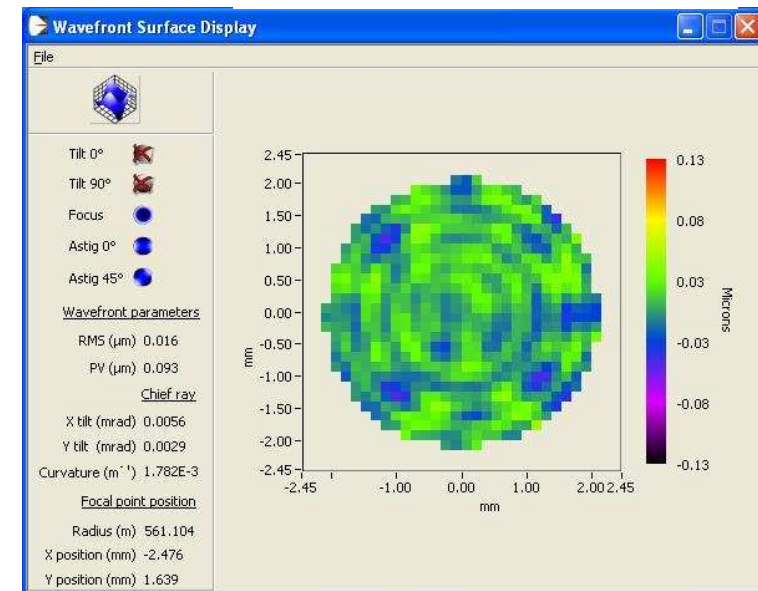 Wavefront Surface Display
File
Tilt 0°
Tilt 90°
Focus
Astig 0°
Astig 45°
Wavefront parameters
RMS (µm) 0.016
PV (µm) 0.093
Chief ray
X tilt (mrad) 0.0056
Y tilt (mrad) 0.0029
Curvature (m⁻¹) 1.782E-3
Focal point position
Radius (m) 561.104
X position (mm) -2.476
Y position (mm) 1.639
2.45
2.00
1.50
1.00
0.50
0.00
-0.50
-1.00
-1.50
-2.00
-2.45
mm
-2.45 -1.00 0.00 1.00 2.00 2.45
mm
0.13
0.08
0.03
-0.03
-0.08
-0.13
Microns